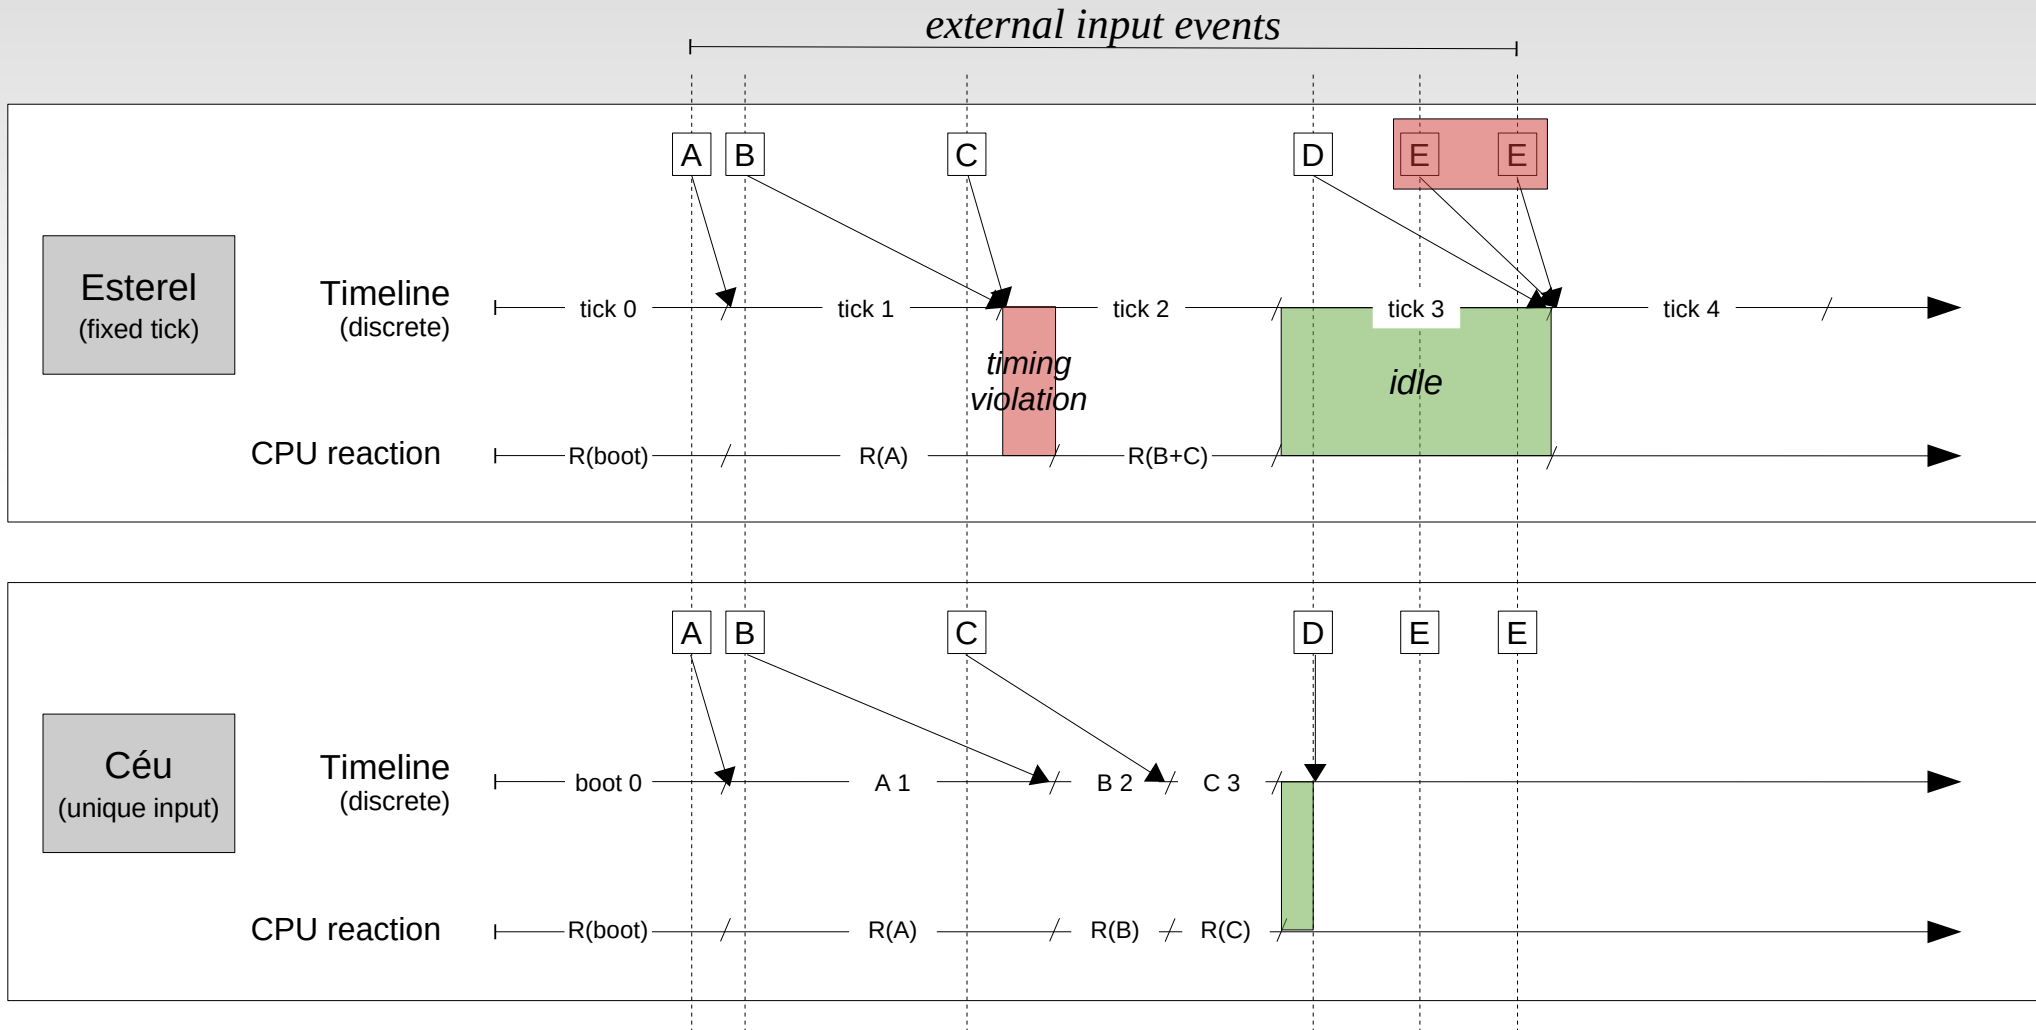 external input events
A B C D E E
Esterel
(fixed tick)
Timeline
(discrete)
tick 0 tick 1 tick 2 tick 3 tick 4
timing
violation
idle
CPU reaction
R(boot) R(A) R(B+C)
A B C D E E
Céu
(unique input)
Timeline
(discrete)
boot 0 A 1 B 2 C 3
CPU reaction
R(boot) R(A) R(B) R(C)